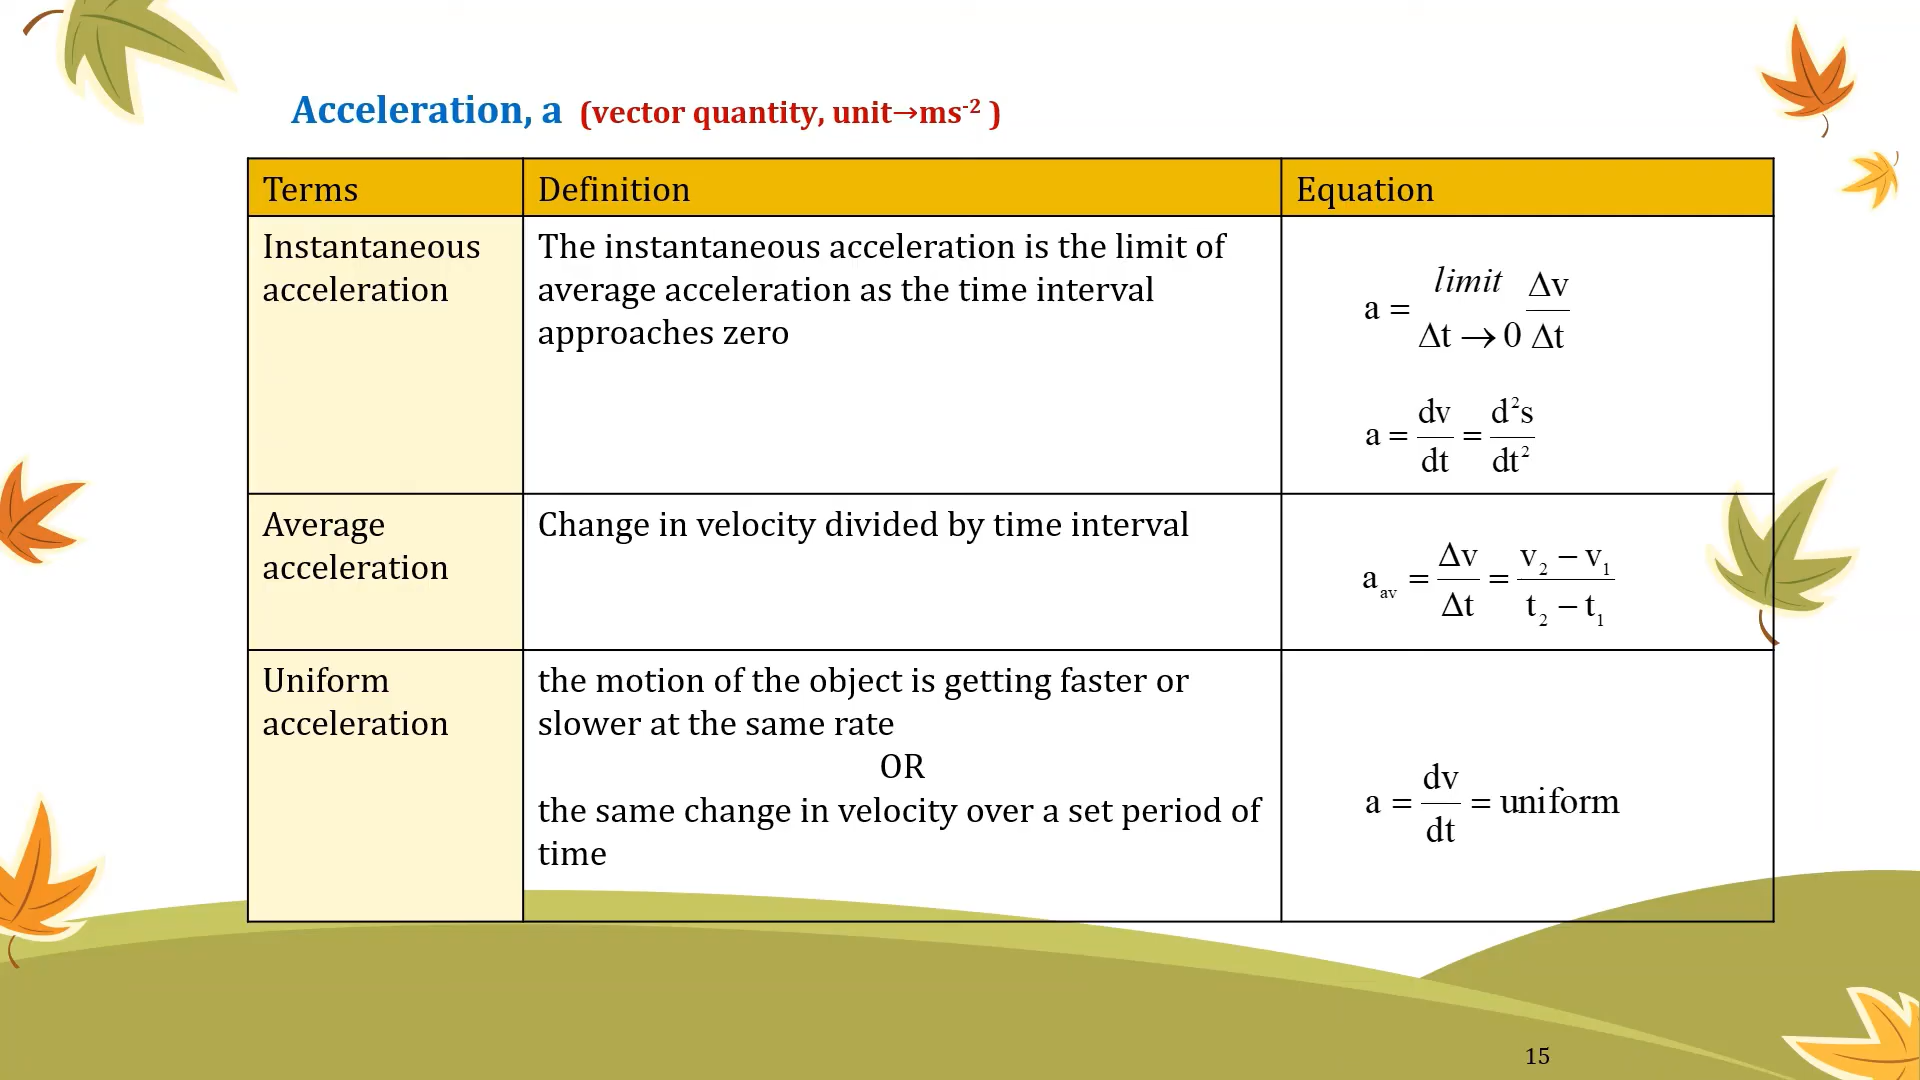 Acceleration, a (vector quantity, unit→ms⁻² )
Terms
Definition
Equation
Instantaneous
acceleration
The instantaneous acceleration is the limit of
average acceleration as the time interval
approaches zero
a = limit Δt → 0 Δv/Δt
a = dv/dt = d²s/dt²
Average
acceleration
Change in velocity divided by time interval
a_av = Δv/Δt = (v₂ − v₁)/(t₂ − t₁)
Uniform
acceleration
the motion of the object is getting faster or
slower at the same rate
OR
the same change in velocity over a set period of
time
a = dv/dt = uniform
15